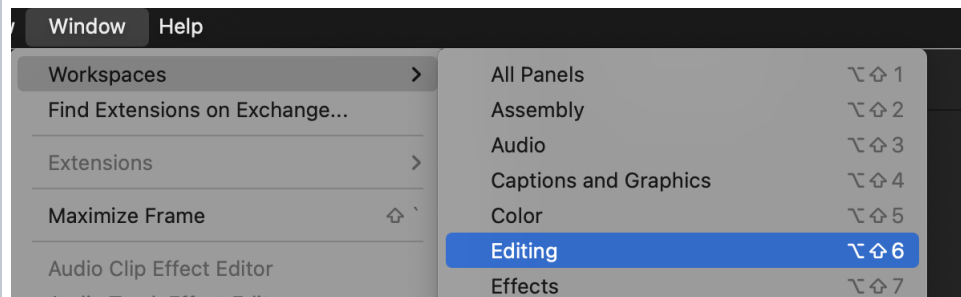 Window Help
Workspaces >
Find Extensions on Exchange...
Extensions >
Maximize Frame ⇧ `
Audio Clip Effect Editor
All Panels ⌥⇧ 1
Assembly ⌥⇧ 2
Audio ⌥⇧ 3
Captions and Graphics ⌥⇧ 4
Color ⌥⇧ 5
Editing ⌥⇧ 6
Effects ⌥⇧ 7